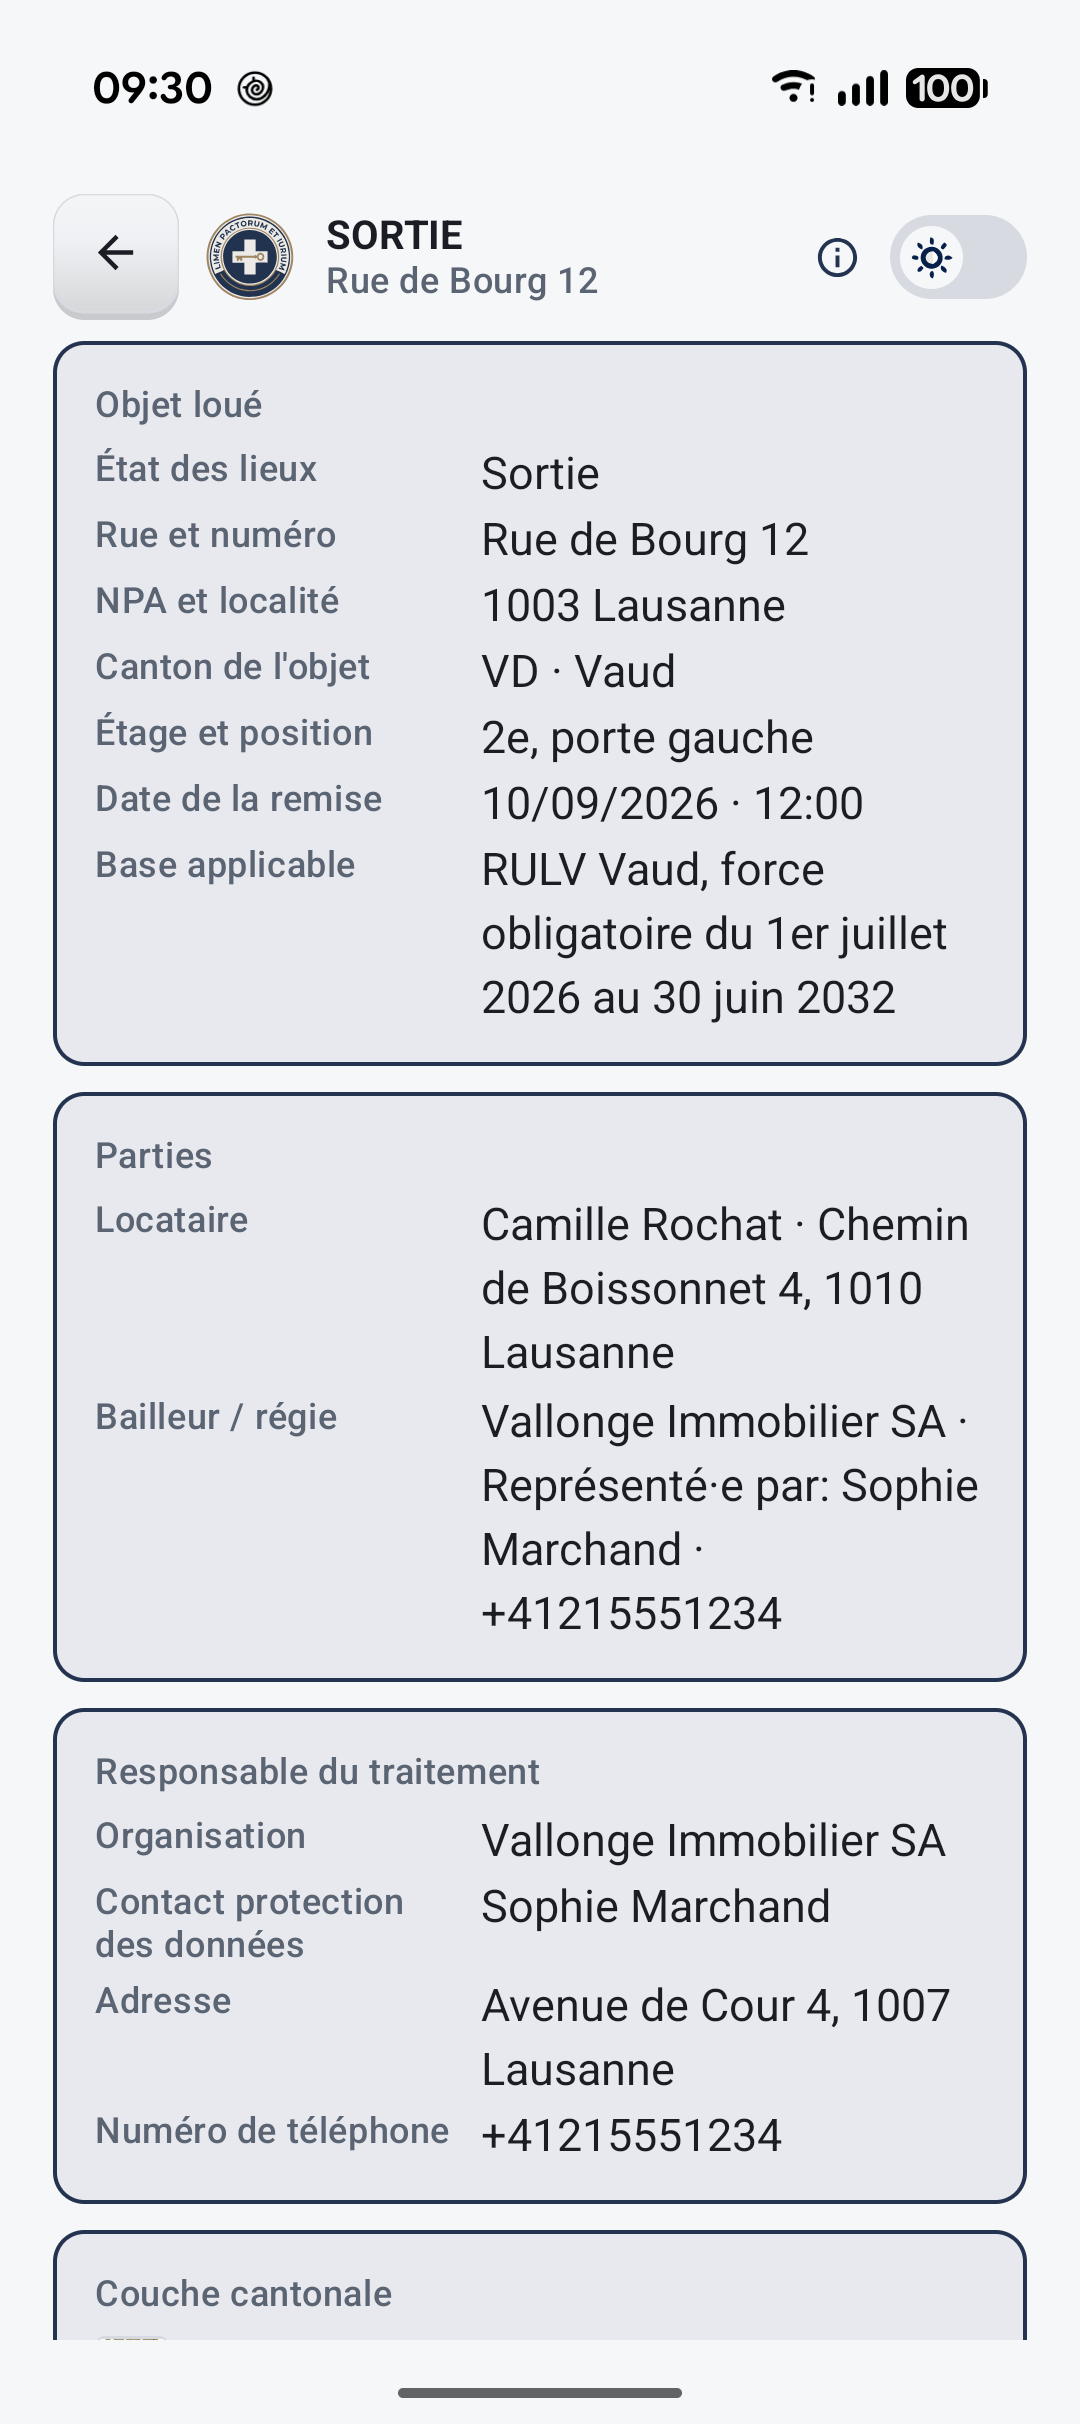 09:30
100
LIMEN PACTORUM ET IURIUM
SORTIE
Rue de Bourg 12
Objet loué
État des lieux
Sortie
Rue et numéro
Rue de Bourg 12
NPA et localité
1003 Lausanne
Canton de l'objet
VD · Vaud
Étage et position
2e, porte gauche
Date de la remise
10/09/2026 · 12:00
Base applicable
RULV Vaud, force
obligatoire du 1er juillet
2026 au 30 juin 2032
Parties
Locataire
Camille Rochat · Chemin
de Boissonnet 4, 1010
Lausanne
Bailleur / régie
Vallonge Immobilier SA ·
Représenté·e par: Sophie
Marchand ·
+41215551234
Responsable du traitement
Organisation
Vallonge Immobilier SA
Contact protection
des données
Sophie Marchand
Adresse
Avenue de Cour 4, 1007
Lausanne
Numéro de téléphone
+41215551234
Couche cantonale